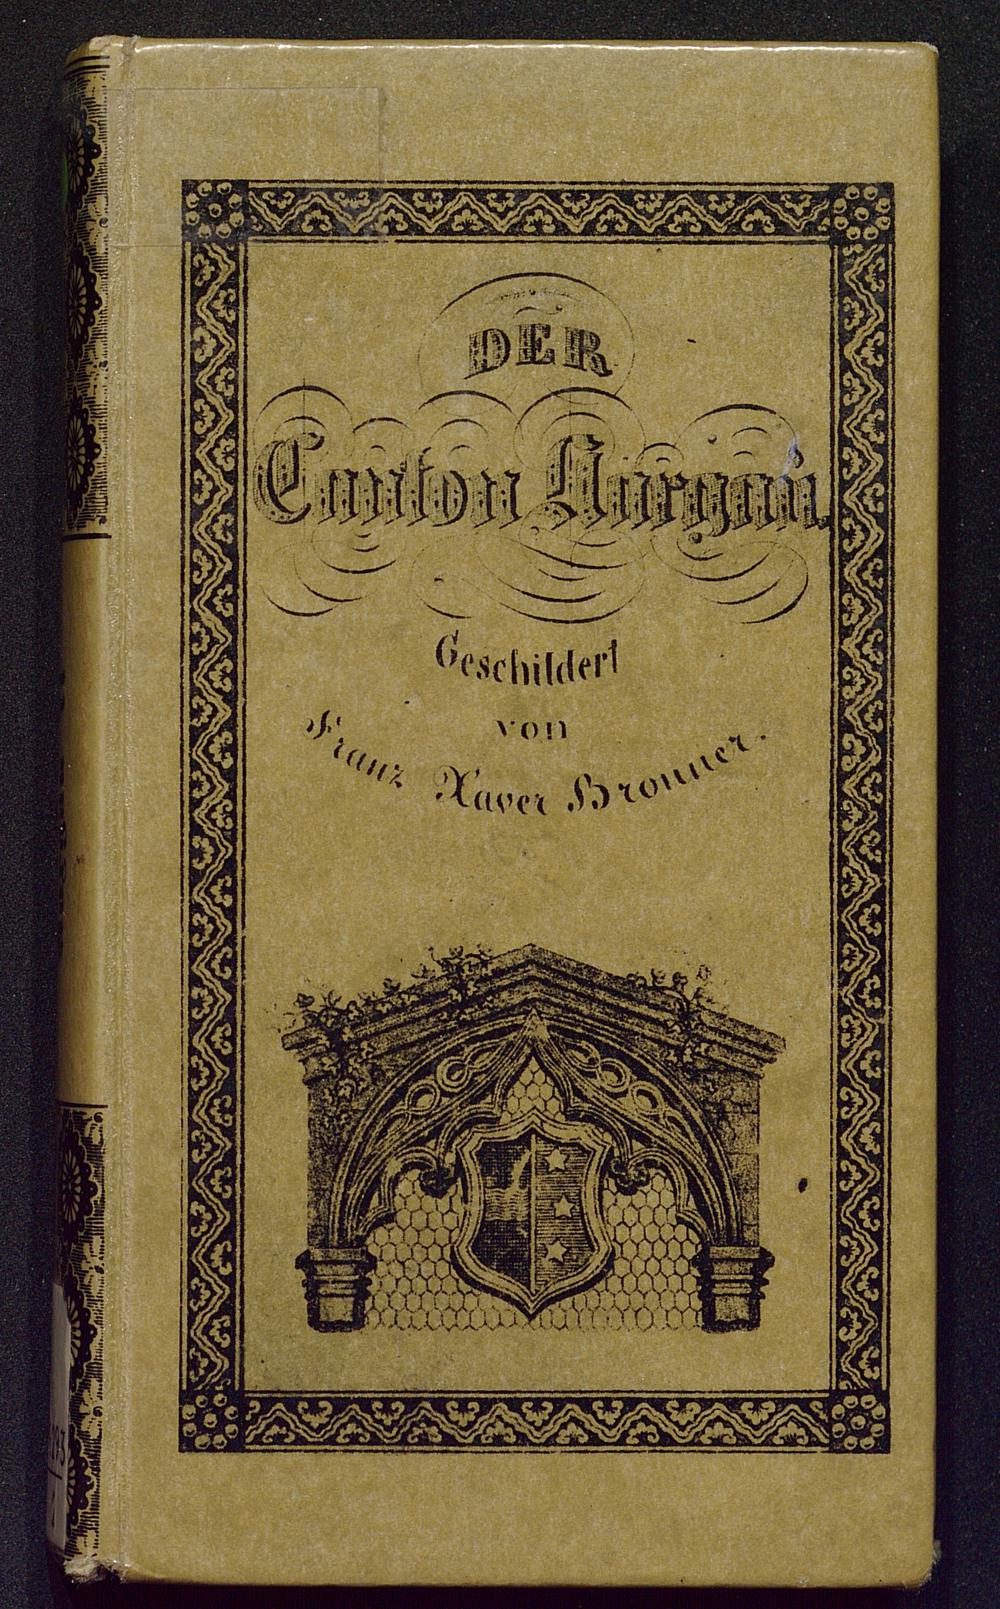 DER
Canton Aargau.
Geschildert
von
Franz Xaver Bronner.